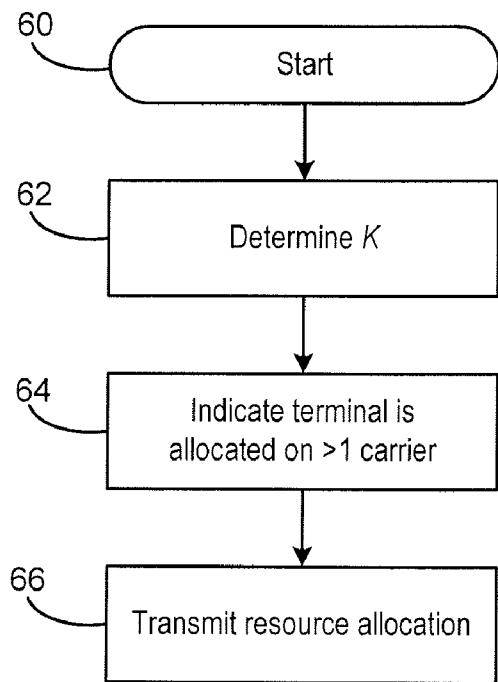 60
Start
62
Determine K
64
Indicate terminal is
allocated on >1 carrier
66
Transmit resource allocation